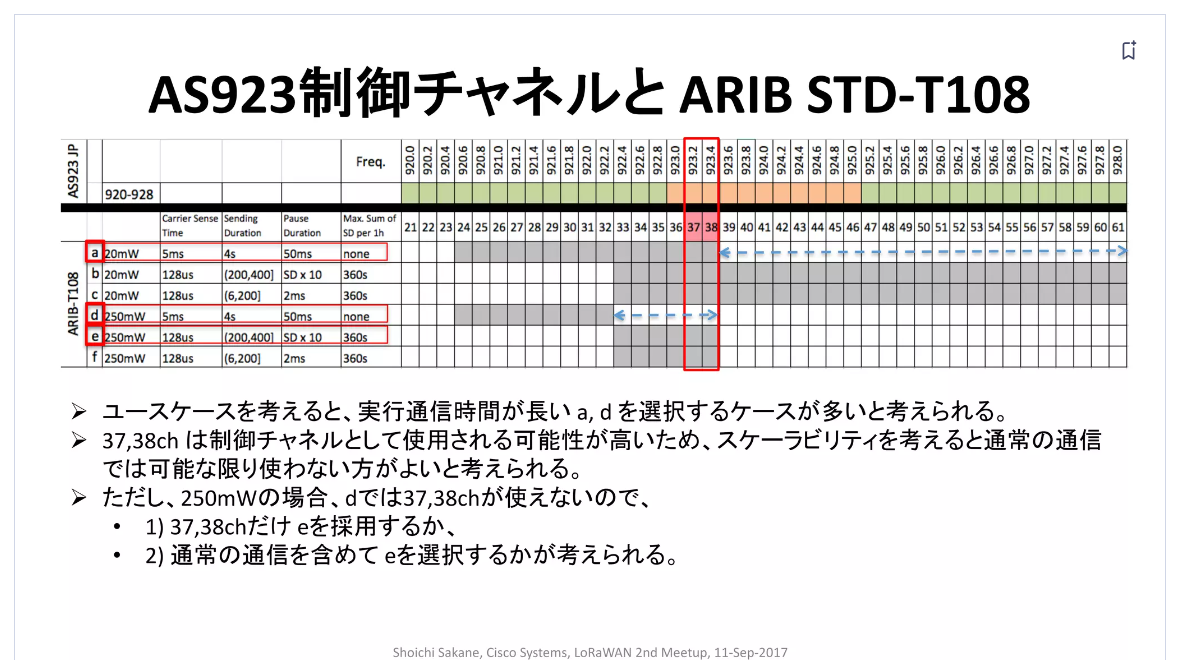 AS923制御チャネルと ARIB STD-T108
AS923 JP
Freq. 920.0 920.2 920.4 920.6 920.8 921.0 921.2 921.4 921.6 921.8 922.0 922.2 922.4 922.6 922.8 923.0 923.2 923.4 923.6 923.8 924.0 924.2 924.4 924.6 924.8 925.0 925.2 925.4 925.6 925.8 926.0 926.2 926.4 926.6 926.8 927.0 927.2 927.4 927.6 927.8 928.0
920-928
Carrier Sense Time Sending Duration Pause Duration Max. Sum of SD per 1h 21 22 23 24 25 26 27 28 29 30 31 32 33 34 35 36 37 38 39 40 41 42 43 44 45 46 47 48 49 50 51 52 53 54 55 56 57 58 59 60 61
ARIB-T108
a 20mW 5ms 4s 50ms none
b 20mW 128us (200,400] SD x 10 360s
c 20mW 128us (6,200] 2ms 360s
d 250mW 5ms 4s 50ms none
e 250mW 128us (200,400] SD x 10 360s
f 250mW 128us (6,200] 2ms 360s
➢ ユースケースを考えると、実行通信時間が長い a, d を選択するケースが多いと考えられる。
➢ 37,38ch は制御チャネルとして使用される可能性が高いため、スケーラビリティを考えると通常の通信
では可能な限り使わない方がよいと考えられる。
➢ ただし、250mWの場合、dでは37,38chが使えないので、
• 1) 37,38chだけ eを採用するか、
• 2) 通常の通信を含めて eを選択するかが考えられる。
Shoichi Sakane, Cisco Systems, LoRaWAN 2nd Meetup, 11-Sep-2017